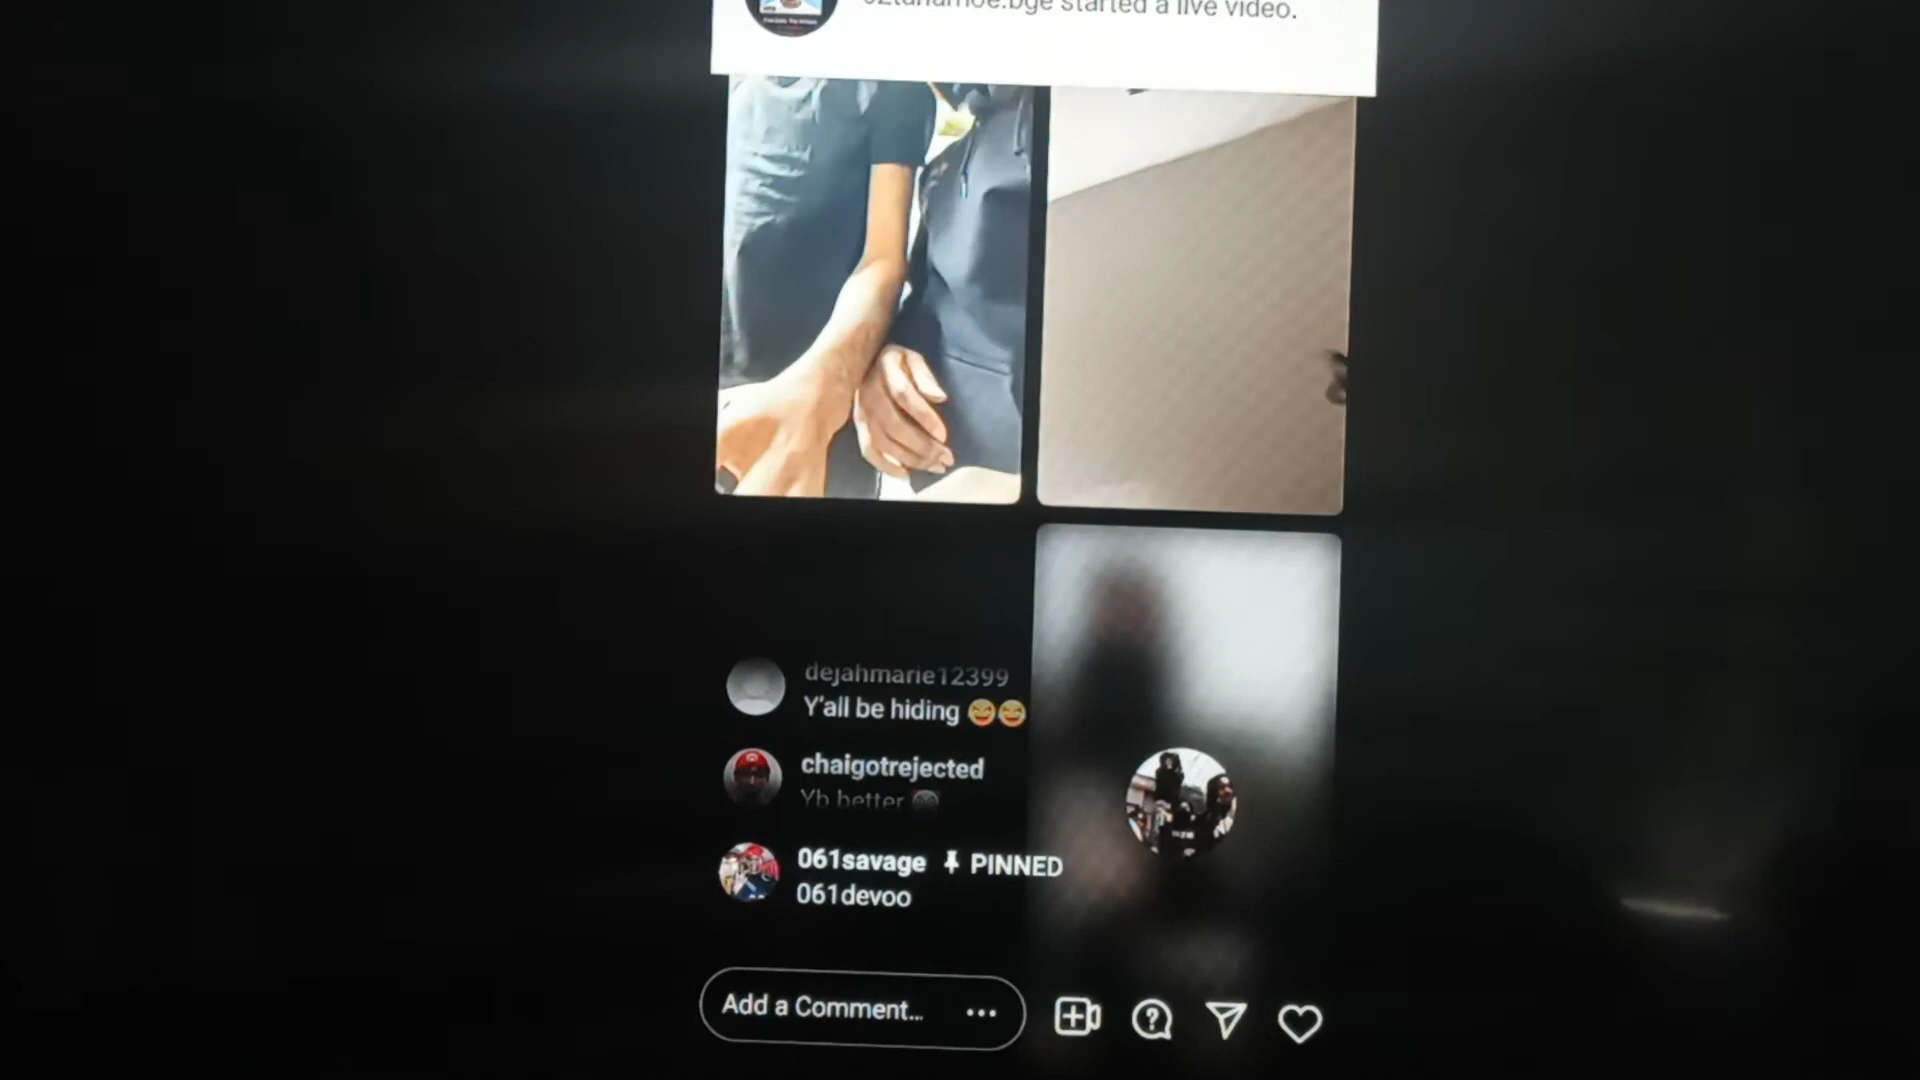 started a live video.
dejahmarie12399
Y'all be hiding 😂😂
chaigotrejected
Yb better
061savage PINNED
061devoo
Add a Comment...